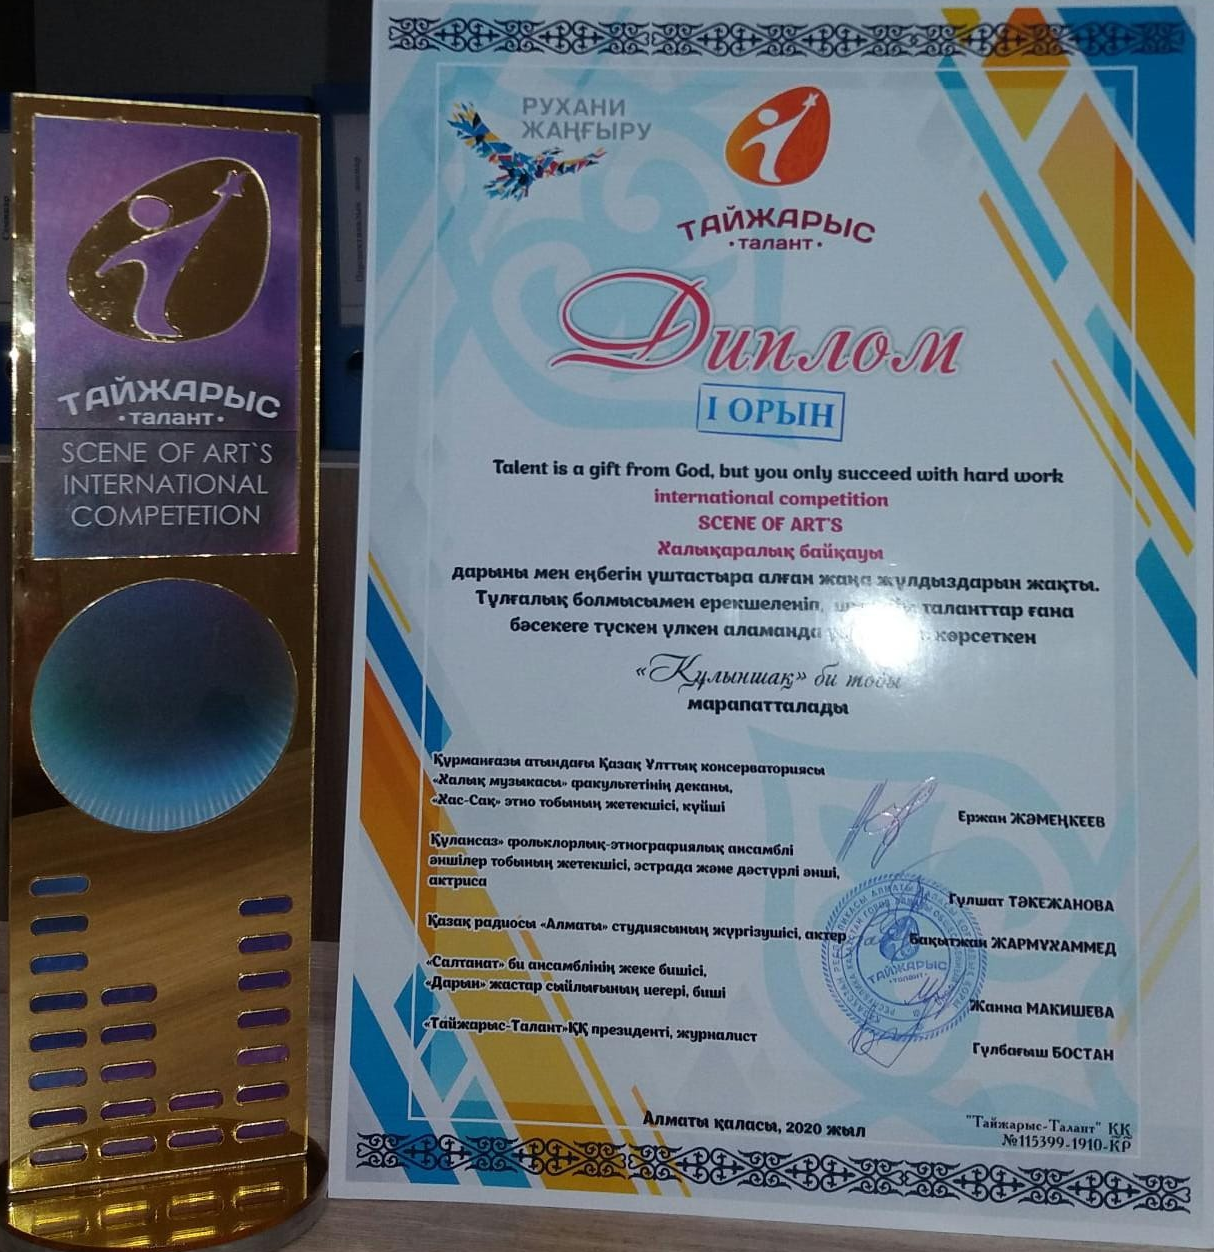 ТАЙЖАРЫС
•талант•
SCENE OF ART`S
INTERNATIONAL
COMPETETION
РУХАНИ
ЖАҢҒЫРУ
ТАЙЖАРЫС
•талант•
Диплом
I ОРЫН
Talent is a gift from God, but you only succeed with hard work
international competition
SCENE OF ART`S
Халықаралық байқауы
дарыны мен еңбегін ұштастыра алған жаңа жұлдыздарын жақты.
Тұлғалық болмысымен ерекшеленіп, таланттар ғана
бәсекеге түскен үлкен аламанда көрсеткен
«Құлыншақ» би тобы
марапатталады
Құрманғазы атындағы Қазақ Ұлттық консерваториясы
«Халық музыкасы» факультетінің деканы,
«Хас-Сақ» этно тобының жетекшісі, күйші
Ержан ЖӘМЕҢКЕЕВ
Құлансаз» фольклорлық-этнографиялық ансамблі
әншілер тобының жетекшісі, эстрада және дәстүрлі әнші,
актриса
Гүлшат ТӘКЕЖАНОВА
Қазақ радиосы «Алматы» студиясының жүргізушісі, актер
Бақытжан ЖАРМҰХАММЕД
«Салтанат» би ансамблінің жеке бишісі,
«Дарын» жастар сыйлығының иегері, биші
Жанна МАКИШЕВА
«Тайжарыс-Талант»ҚҚ президенті, журналист
Гүлбағыш БОСТАН
ТАЙЖАРЫС
•талант•
Алматы қаласы, 2020 жыл
"Тайжарыс-Талант" ҚҚ
№115399-1910-ҚР